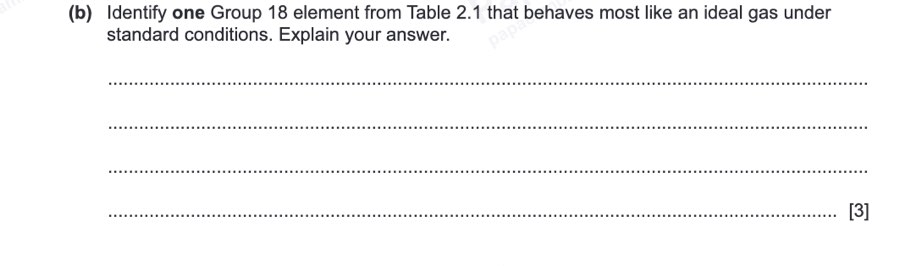 (b) Identify one Group 18 element from Table 2.1 that behaves most like an ideal gas under
standard conditions. Explain your answer.
[3]